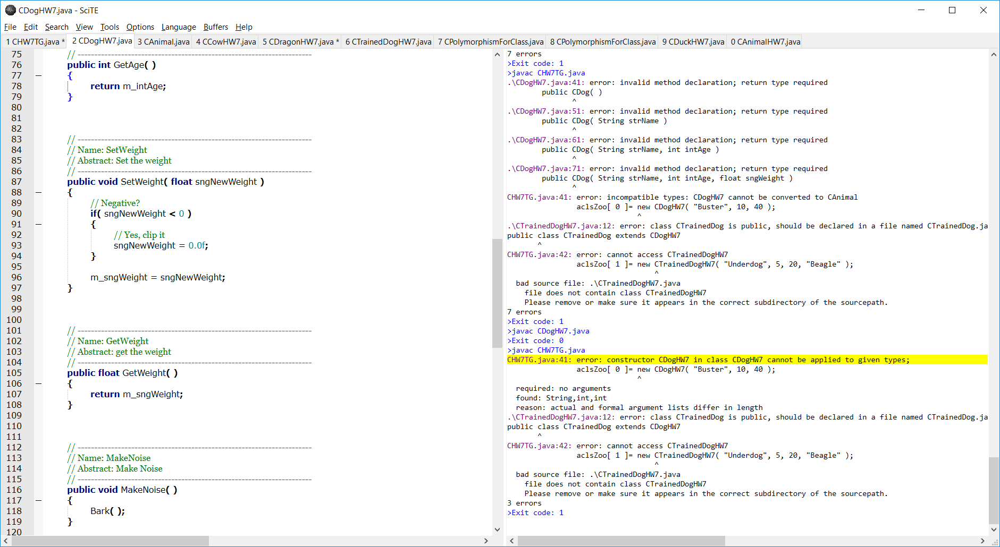 CDogHW7.java - SciTE
File Edit Search View Tools Options Language Buffers Help
1 CHW7TG.java * 2 CDogHW7.java 3 CAnimal.java 4 CCowHW7.java 5 CDragonHW7.java * 6 CTrainedDogHW7.java 7 CPolymorphismForClass.java 8 CPolymorphismForClass.java 9 CDuckHW7.java 0 CAnimalHW7.java
75 // --------------------------------------------------------------------------------
76 public int GetAge( )
77 {
78 return m_intAge;
79 }
80
81
82
83 // --------------------------------------------------------------------------------
84 // Name: SetWeight
85 // Abstract: Set the weight
86 // --------------------------------------------------------------------------------
87 public void SetWeight( float sngNewWeight )
88 {
89 // Negative?
90 if( sngNewWeight < 0 )
91 {
92 // Yes, clip it
93 sngNewWeight = 0.0f;
94 }
95
96 m_sngWeight = sngNewWeight;
97 }
98
99
100
101 // --------------------------------------------------------------------------------
102 // Name: GetWeight
103 // Abstract: get the weight
104 // --------------------------------------------------------------------------------
105 public float GetWeight( )
106 {
107 return m_sngWeight;
108 }
109
110
111
112 // --------------------------------------------------------------------------------
113 // Name: MakeNoise
114 // Abstract: Make Noise
115 // --------------------------------------------------------------------------------
116 public void MakeNoise( )
117 {
118 Bark( );
119 }
120
7 errors
>Exit code: 1
>javac CHW7TG.java
.\CDogHW7.java:41: error: invalid method declaration; return type required
public CDog( )
^
.\CDogHW7.java:51: error: invalid method declaration; return type required
public CDog( String strName )
^
.\CDogHW7.java:61: error: invalid method declaration; return type required
public CDog( String strName, int intAge )
^
.\CDogHW7.java:71: error: invalid method declaration; return type required
public CDog( String strName, int intAge, float sngWeight )
^
CHW7TG.java:41: error: incompatible types: CDogHW7 cannot be converted to CAnimal
aclsZoo[ 0 ]= new CDogHW7( "Buster", 10, 40 );
^
.\CTrainedDogHW7.java:12: error: class CTrainedDog is public, should be declared in a file named CTrainedDog.ja
public class CTrainedDog extends CDogHW7
^
CHW7TG.java:42: error: cannot access CTrainedDogHW7
aclsZoo[ 1 ]= new CTrainedDogHW7( "Underdog", 5, 20, "Beagle" );
^
bad source file: .\CTrainedDogHW7.java
file does not contain class CTrainedDogHW7
Please remove or make sure it appears in the correct subdirectory of the sourcepath.
7 errors
>Exit code: 1
>javac CDogHW7.java
>Exit code: 0
>javac CHW7TG.java
CHW7TG.java:41: error: constructor CDogHW7 in class CDogHW7 cannot be applied to given types;
aclsZoo[ 0 ]= new CDogHW7( "Buster", 10, 40 );
^
required: no arguments
found: String,int,int
reason: actual and formal argument lists differ in length
.\CTrainedDogHW7.java:12: error: class CTrainedDog is public, should be declared in a file named CTrainedDog.ja
public class CTrainedDog extends CDogHW7
^
CHW7TG.java:42: error: cannot access CTrainedDogHW7
aclsZoo[ 1 ]= new CTrainedDogHW7( "Underdog", 5, 20, "Beagle" );
^
bad source file: .\CTrainedDogHW7.java
file does not contain class CTrainedDogHW7
Please remove or make sure it appears in the correct subdirectory of the sourcepath.
3 errors
>Exit code: 1